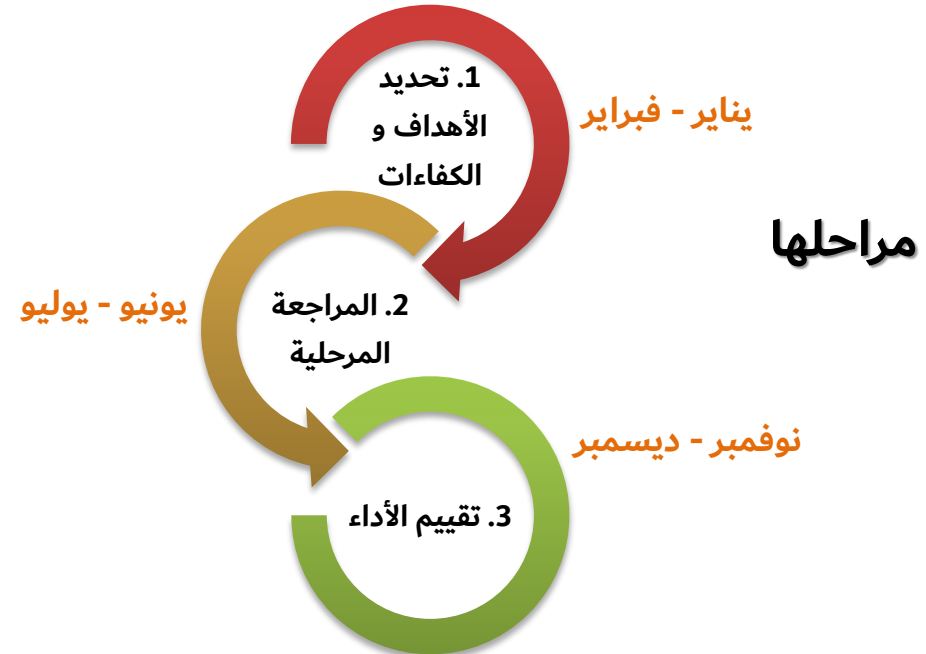 مراحلها
1. تحديد
الأهداف و
الكفاءات
يناير - فبراير
2. المراجعة
المرحلية
يونيو - يوليو
3. تقييم الأداء
نوفمبر - ديسمبر